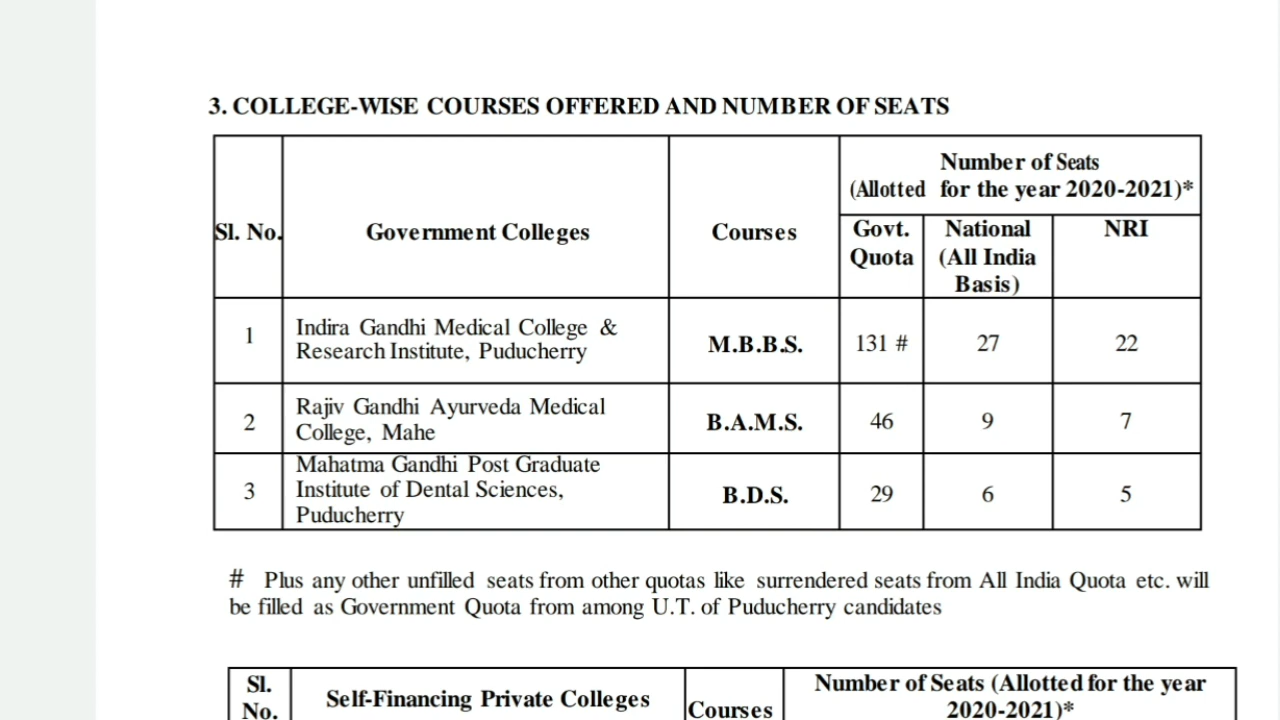 3. COLLEGE-WISE COURSES OFFERED AND NUMBER OF SEATS
Sl. No. Government Colleges Courses Number of Seats
(Allotted for the year 2020-2021)*
Govt. Quota National (All India Basis) NRI
1 Indira Gandhi Medical College &
Research Institute, Puducherry M.B.B.S. 131 # 27 22
2 Rajiv Gandhi Ayurveda Medical
College, Mahe B.A.M.S. 46 9 7
3 Mahatma Gandhi Post Graduate
Institute of Dental Sciences,
Puducherry B.D.S. 29 6 5
# Plus any other unfilled seats from other quotas like surrendered seats from All India Quota etc. will
be filled as Government Quota from among U.T. of Puducherry candidates
Sl.
No. Self-Financing Private Colleges Courses Number of Seats (Allotted for the year
2020-2021)*